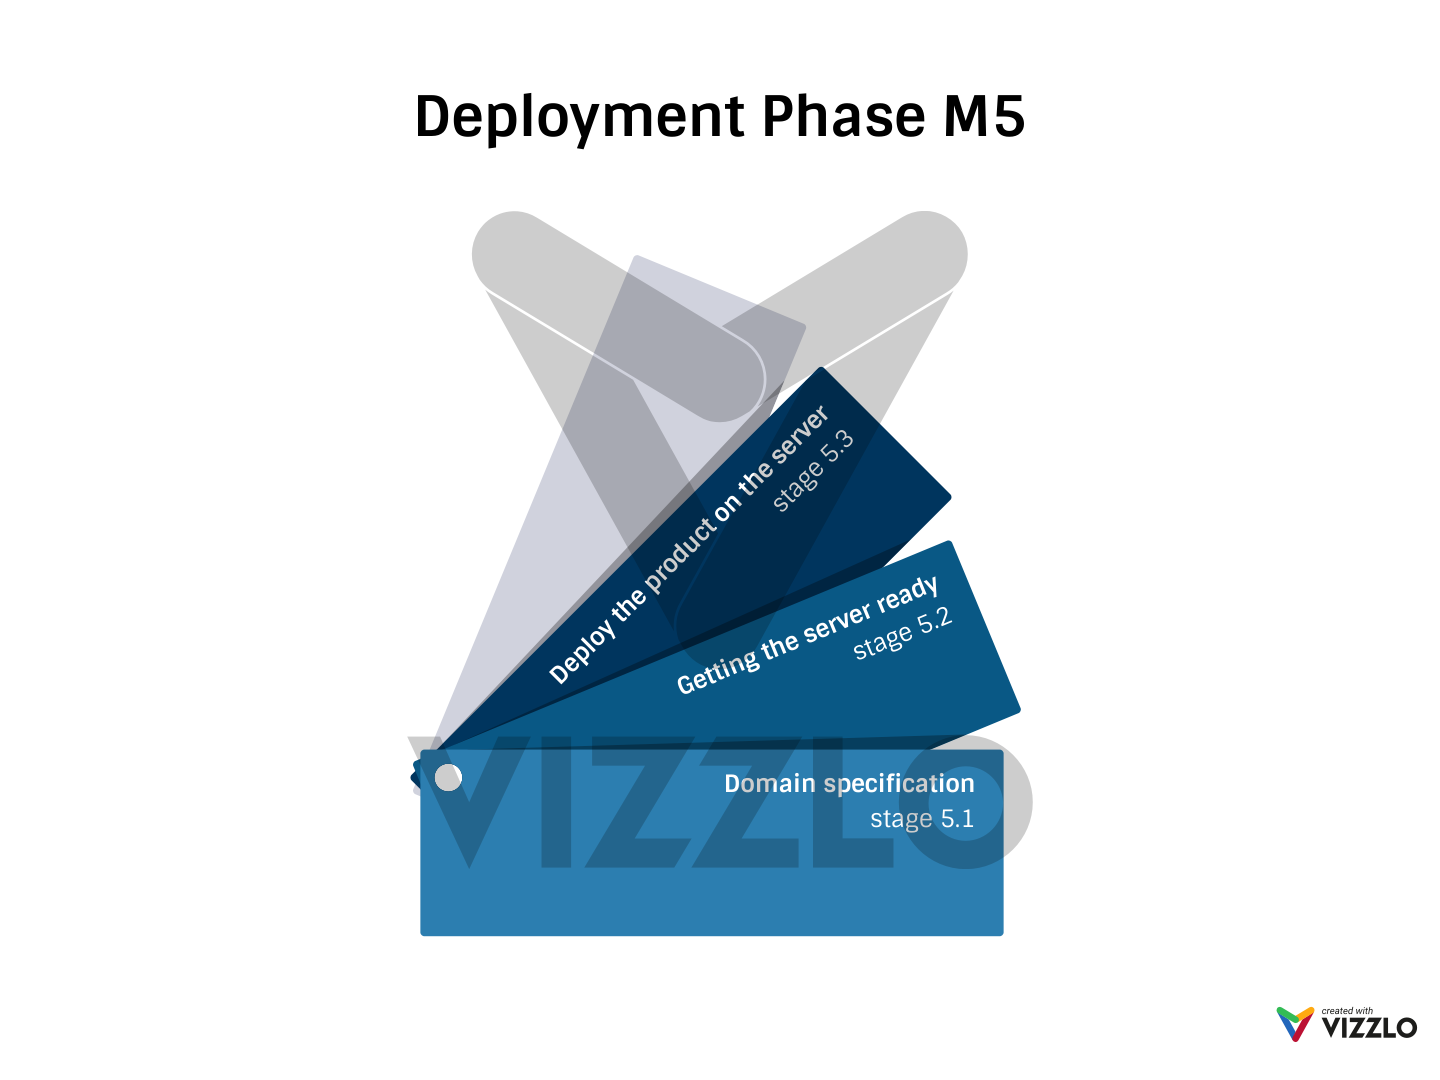 Deployment Phase M5
Deploy the product on the server
stage 5.3
Getting the server ready
stage 5.2
Domain specification
stage 5.1
VIZZLO
created with
VIZZLO